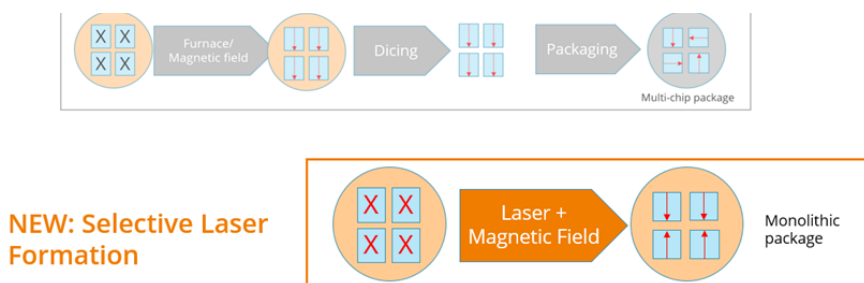 X X
X X
Furnace/
Magnetic field
Dicing
Packaging
Multi-chip package
NEW: Selective Laser
Formation
X X
X X
Laser +
Magnetic Field
Monolithic
package